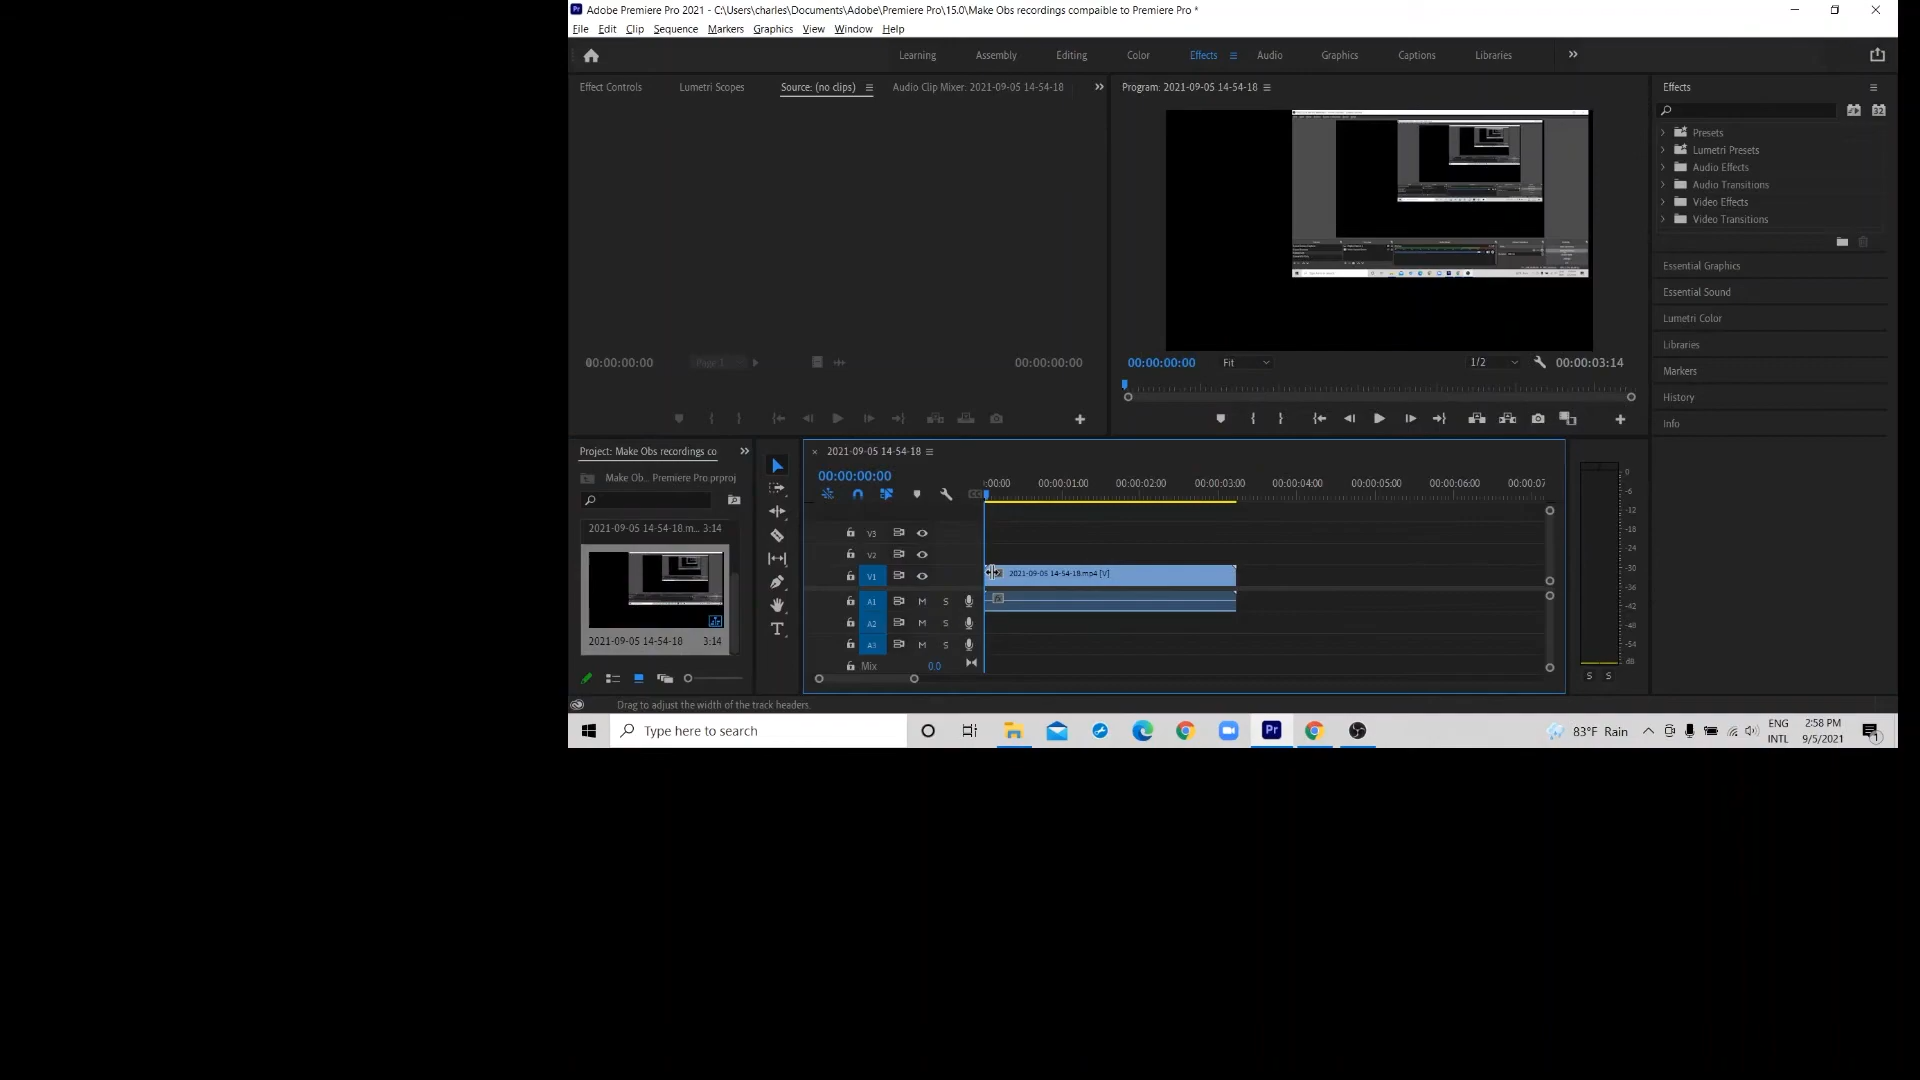 Adobe Premiere Pro 2021 - C:\Users\charles\Documents\Adobe\Premiere Pro\15.0\Make Obs recordings compaible to Premiere Pro *
File Edit Clip Sequence Markers Graphics View Window Help
Learning Assembly Editing Color Effects Audio Graphics Captions Libraries
Effect Controls Lumetri Scopes Source: (no clips) Audio Clip Mixer: 2021-09-05 14-54-18
Program: 2021-09-05 14-54-18
Effects
Presets
Lumetri Presets
Audio Effects
Audio Transitions
Video Effects
Video Transitions
Essential Graphics
Essential Sound
Lumetri Color
Libraries
Markers
History
Info
00:00:00:00 Page 1 00:00:00:00
00:00:00:00 Fit 1/2 00:00:03:14
Project: Make Obs recordings co
Make Ob... Premiere Pro.prproj
2021-09-05 14-54-18.m... 3:14
2021-09-05 14-54-18 3:14
2021-09-05 14-54-18
00:00:00:00
:00:00 00:00:01:00 00:00:02:00 00:00:03:00 00:00:04:00 00:00:05:00 00:00:06:00 00:00:07
V3
V2
V1 2021-09-05 14-54-18.mp4 [V]
A1 M S
A2 M S
A3 M S
Mix 0.0
0
-6
-12
-18
-24
-30
-36
-42
-48
-54
dB
S S
Drag to adjust the width of the track headers.
Type here to search
Pr
83°F Rain
ENG
INTL
2:58 PM
9/5/2021
1